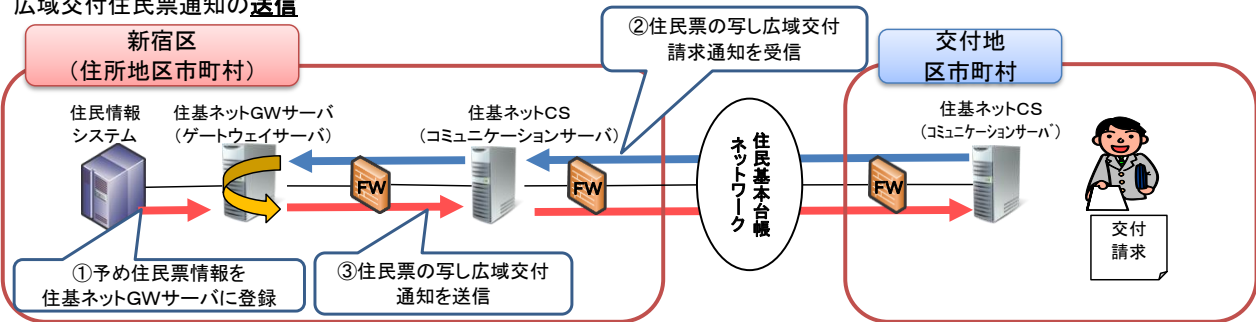 広域交付住民票通知の送信
新宿区
（住所地区市町村）
②住民票の写し広域交付
請求通知を受信
交付地
区市町村
住民情報
システム
住基ネットGWサーバ
（ゲートウェイサーバ）
住基ネットCS
（コミュニケーションサーバ）
住基ネットCS
（コミュニケーションサーバ）
FW
FW
住民基本台帳
ネットワーク
FW
①予め住民票情報を
住基ネットGWサーバに登録
③住民票の写し広域交付
通知を送信
交付
請求